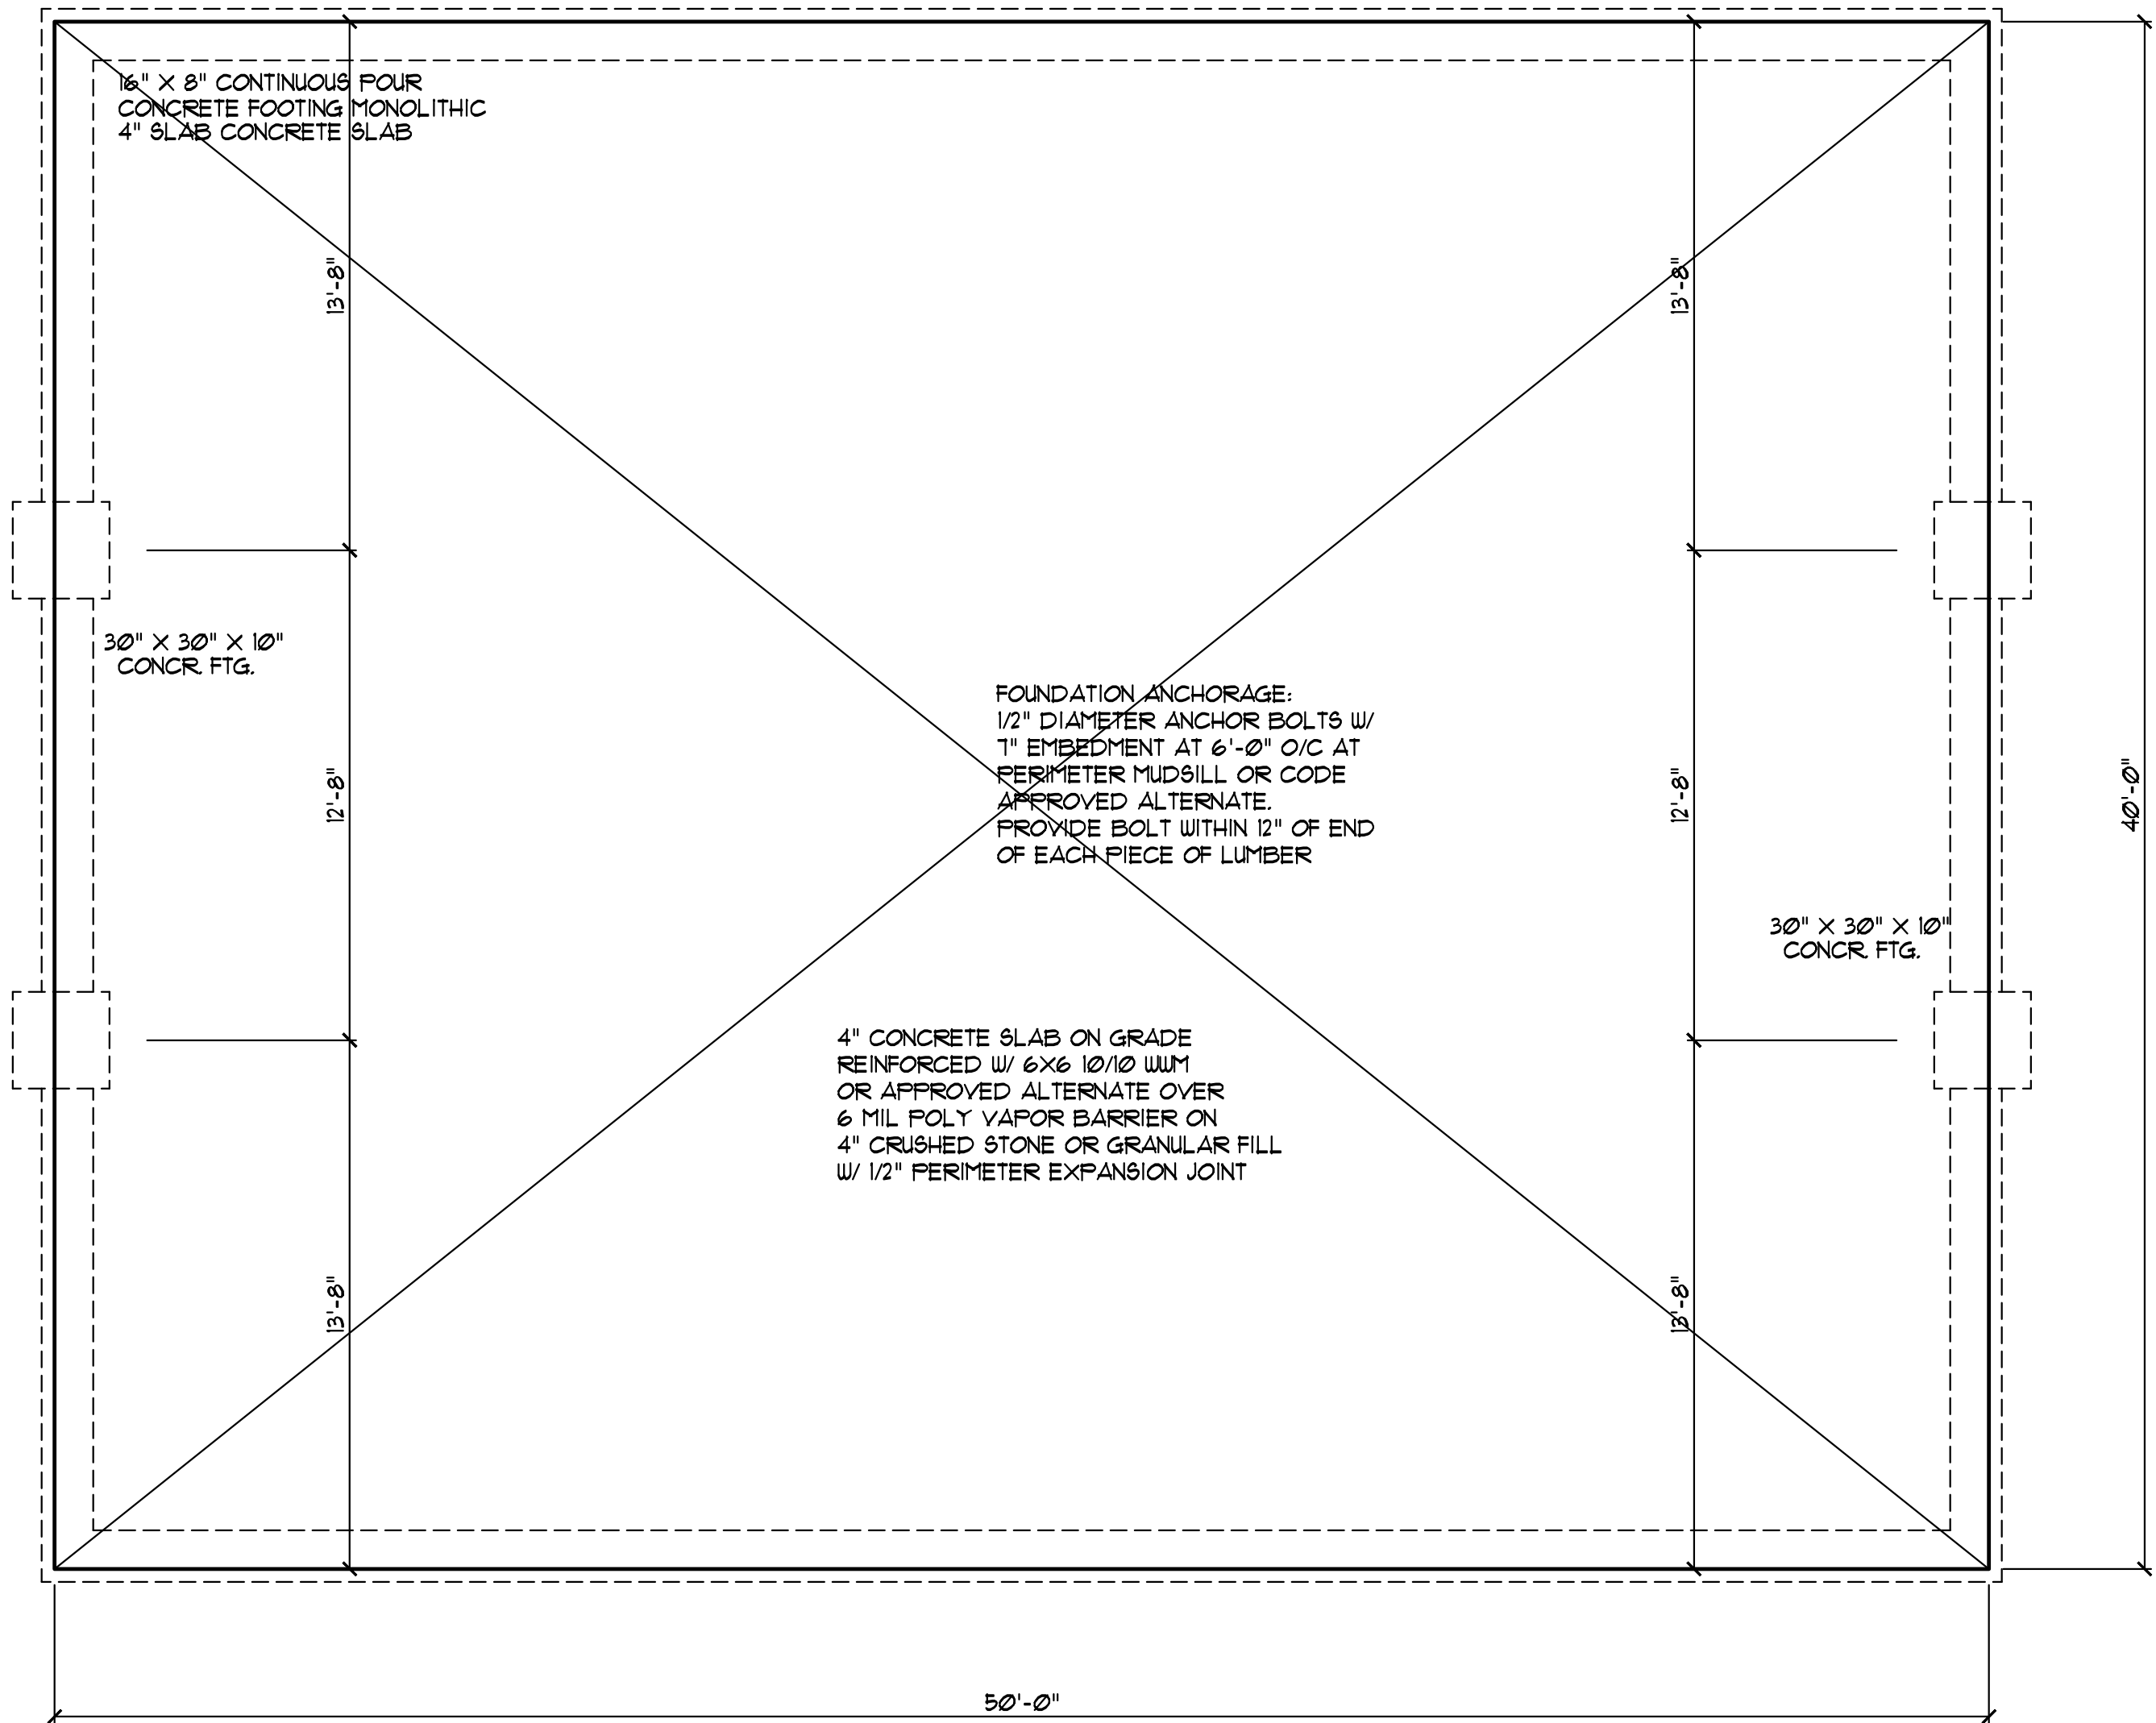 16" X 8" CONTINUOUS POUR
CONCRETE FOOTING MONOLITHIC
4" SLAB CONCRETE SLAB
13'-8"
13'-8"
30" X 30" X 10"
CONCR. FTG.
FOUNDATION ANCHORAGE:
1/2" DIAMETER ANCHOR BOLTS W/
7" EMBEDMENT AT 6'-0" O/C AT
PERIMETER MUDSILL OR CODE
APPROVED ALTERNATE.
PROVIDE BOLT WITHIN 12" OF END
OF EACH PIECE OF LUMBER
12'-8"
12'-8"
40'-0"
30" X 30" X 10"
CONCR. FTG.
4" CONCRETE SLAB ON GRADE
REINFORCED W/ 6X6 10/10 WWM
OR APPROVED ALTERNATE OVER
6 MIL POLY VAPOR BARRIER ON
4" CRUSHED STONE OR GRANULAR FILL
W/ 1/2" PERIMETER EXPANSION JOINT
13'-8"
13'-8"
50'-0"